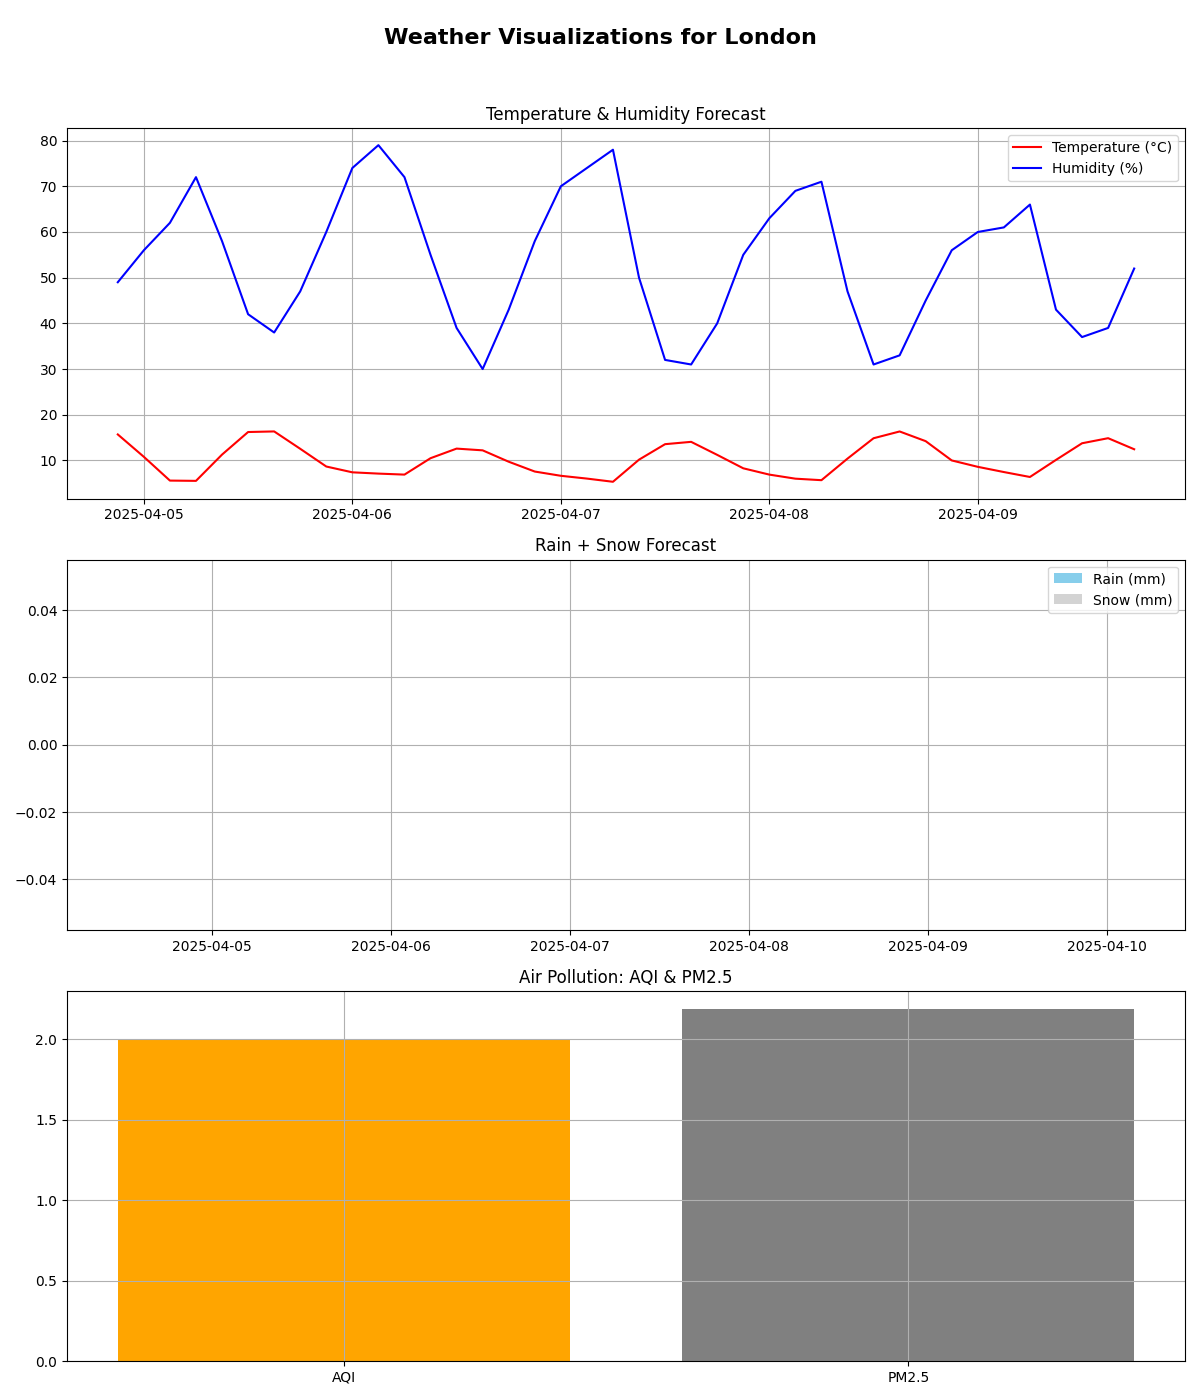 Weather Visualizations for London
Temperature & Humidity Forecast
Temperature (°C)
Humidity (%)
80
70
60
50
40
30
20
10
2025-04-05
2025-04-06
2025-04-07
2025-04-08
2025-04-09
Rain + Snow Forecast
Rain (mm)
Snow (mm)
0.04
0.02
0.00
−0.02
−0.04
2025-04-05
2025-04-06
2025-04-07
2025-04-08
2025-04-09
2025-04-10
Air Pollution: AQI & PM2.5
2.0
1.5
1.0
0.5
0.0
AQI
PM2.5